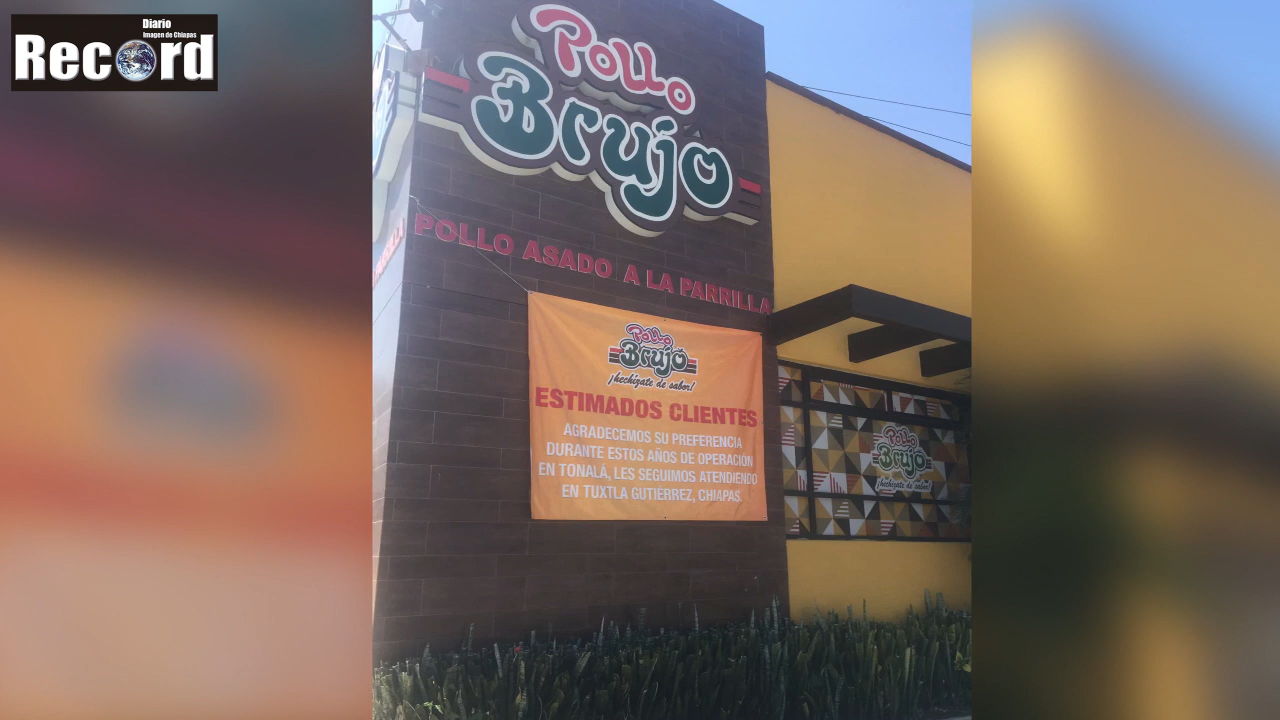 Diario
Imagen de Chiapas
Record
Pollo
Brujo
POLLO ASADO A LA PARRILLA
Pollo
Brujo
¡hechízate de sabor!
ESTIMADOS CLIENTES
AGRADECEMOS SU PREFERENCIA
DURANTE ESTOS AÑOS DE OPERACIÓN
EN TONALÁ, LES SEGUIMOS ATENDIENDO
EN TUXTLA GUTIÉRREZ, CHIAPAS.
Pollo
Brujo
¡hechízate de sabor!